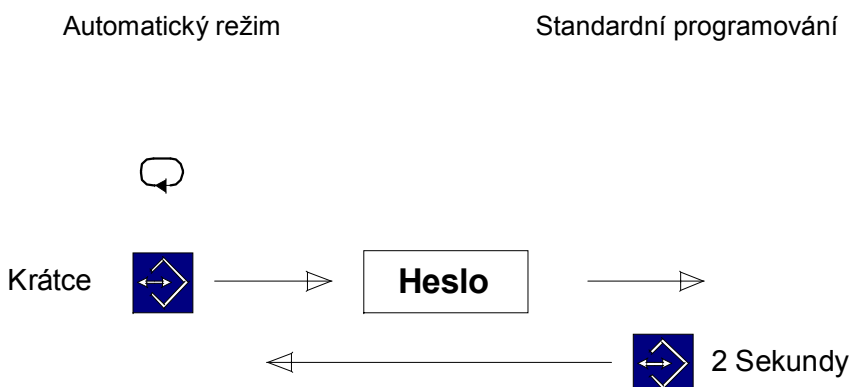 Automatický režim
Standardní programování
Krátce
Heslo
2 Sekundy